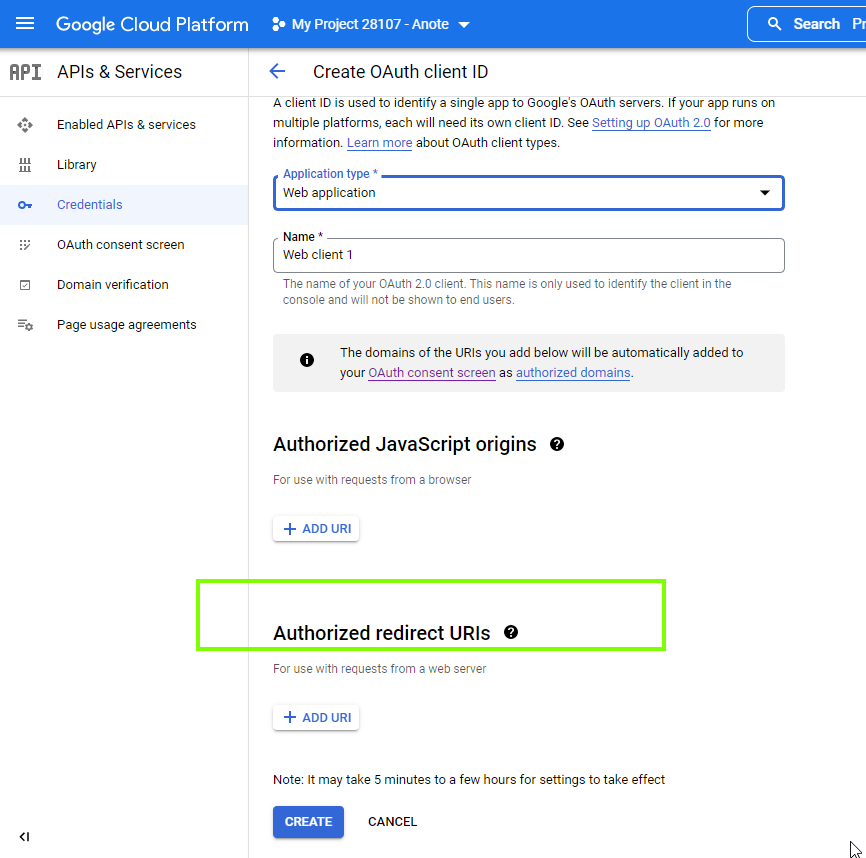 Google Cloud Platform
My Project 28107 - Anote
Search Pr
API APIs & Services
Create OAuth client ID
Enabled APIs & services
Library
Credentials
OAuth consent screen
Domain verification
Page usage agreements
A client ID is used to identify a single app to Google's OAuth servers. If your app runs on
multiple platforms, each will need its own client ID. See Setting up OAuth 2.0 for more
information. Learn more about OAuth client types.
Application type *
Web application
Name *
Web client 1
The name of your OAuth 2.0 client. This name is only used to identify the client in the
console and will not be shown to end users.
The domains of the URIs you add below will be automatically added to
your OAuth consent screen as authorized domains.
Authorized JavaScript origins
For use with requests from a browser
+ ADD URI
Authorized redirect URIs
For use with requests from a web server
+ ADD URI
Note: It may take 5 minutes to a few hours for settings to take effect
CREATE CANCEL